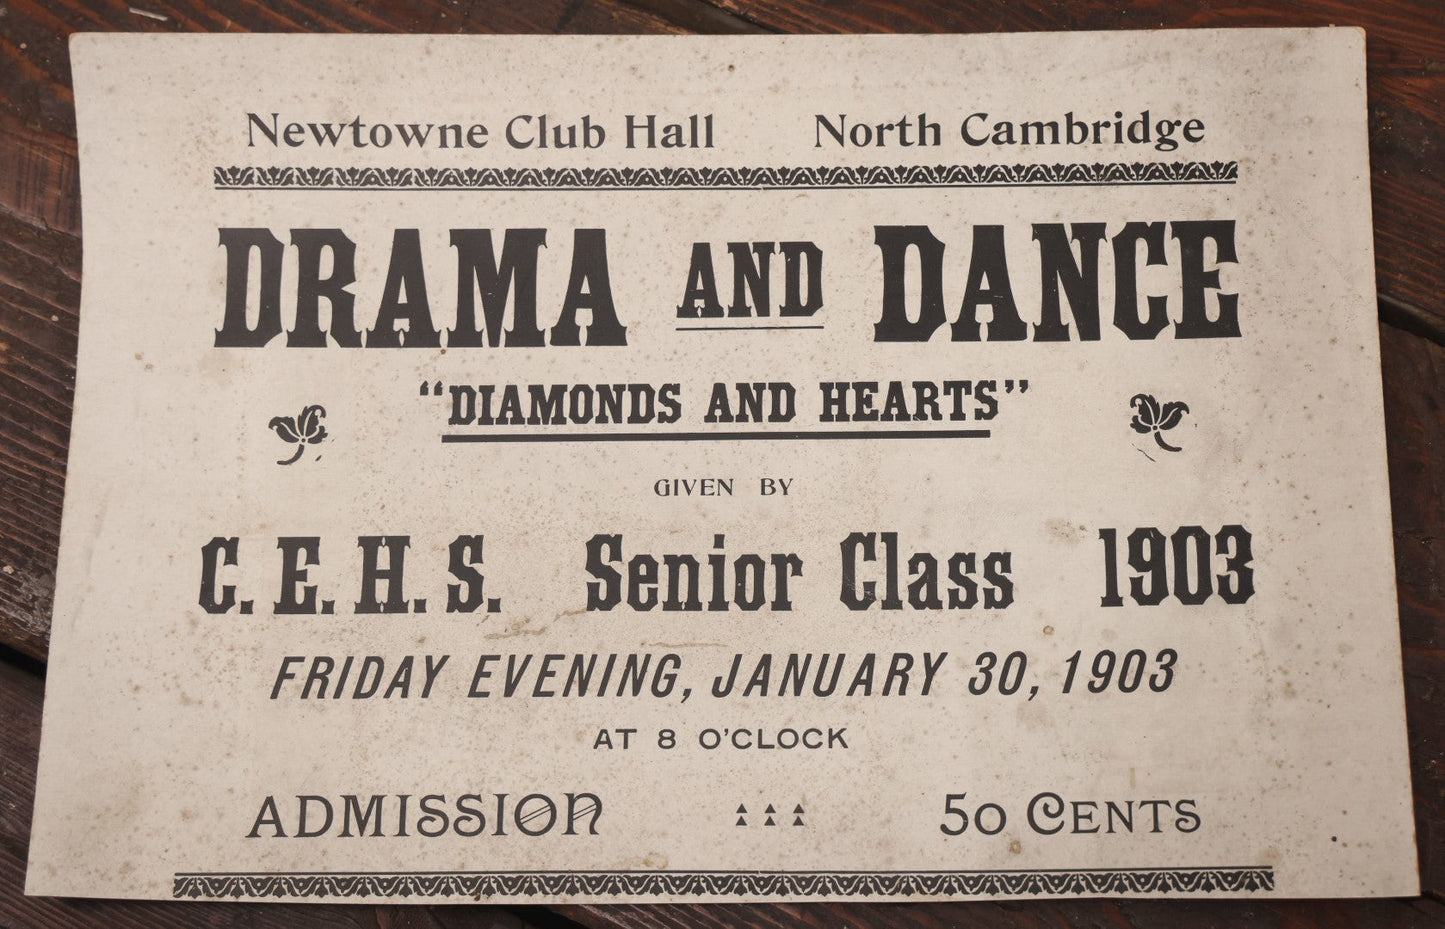 Newtowne Club Hall North Cambridge
DRAMA AND DANCE
"DIAMONDS AND HEARTS"
GIVEN BY
C. E. H. S. Senior Class 1903
FRIDAY EVENING, JANUARY 30, 1903
AT 8 O'CLOCK
ADMISSION 50 CENTS